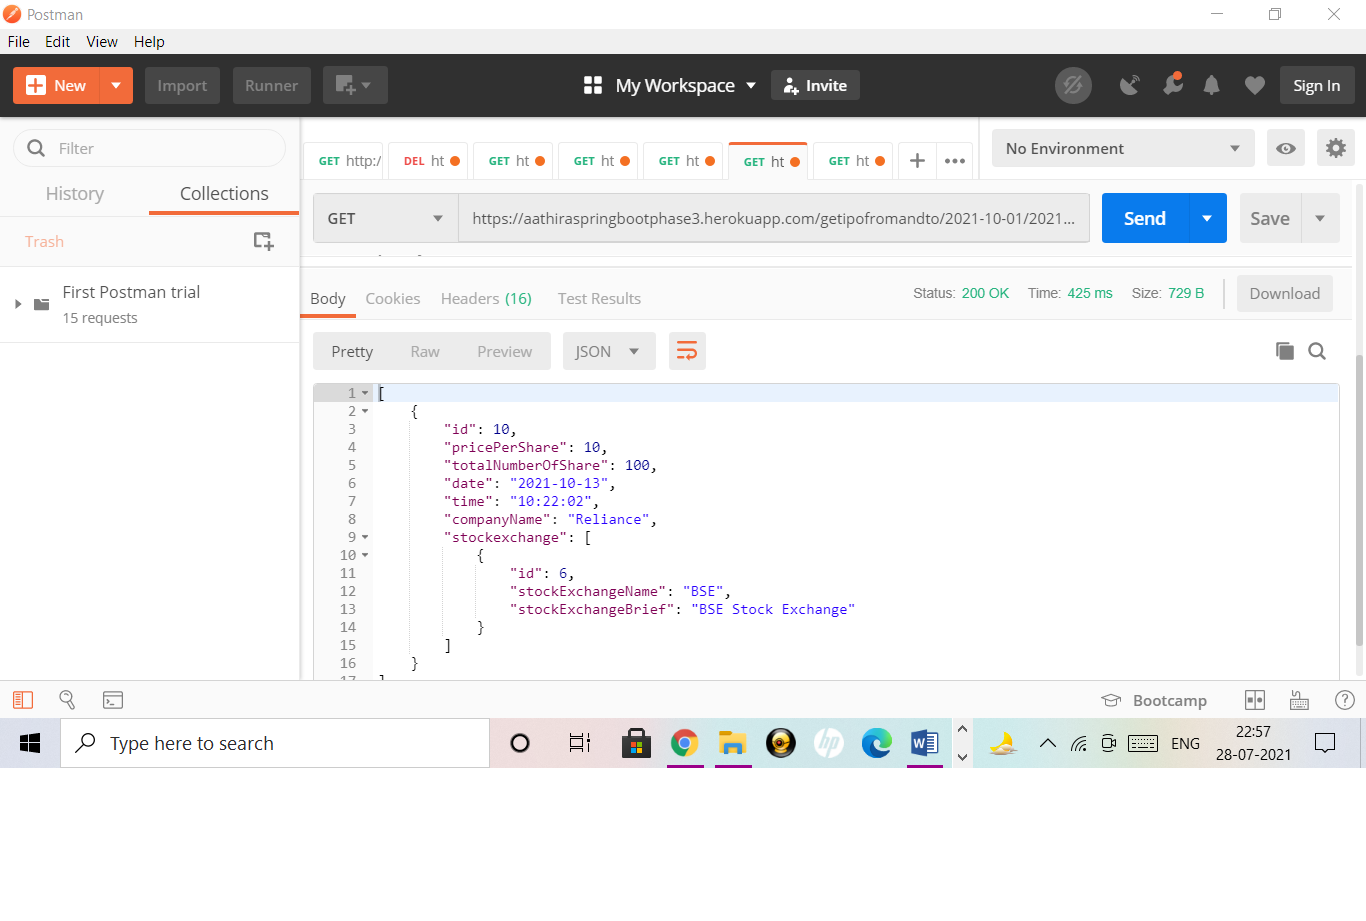 Postman
File Edit View Help
New Import Runner My Workspace Invite Sign In
Filter
History Collections
Trash
First Postman trial
15 requests
GET http:/ DEL ht GET ht GET ht GET ht GET ht GET ht + ••• No Environment
GET https://aathiraspringbootphase3.herokuapp.com/getipofromandto/2021-10-01/2021... Send Save
Body Cookies Headers (16) Test Results Status: 200 OK Time: 425 ms Size: 729 B Download
Pretty Raw Preview JSON
1 [
2 {
3 "id": 10,
4 "pricePerShare": 10,
5 "totalNumberOfShare": 100,
6 "date": "2021-10-13",
7 "time": "10:22:02",
8 "companyName": "Reliance",
9 "stockexchange": [
10 {
11 "id": 6,
12 "stockExchangeName": "BSE",
13 "stockExchangeBrief": "BSE Stock Exchange"
14 }
15 ]
16 }
Bootcamp
Type here to search hp ENG 22:57
28-07-2021